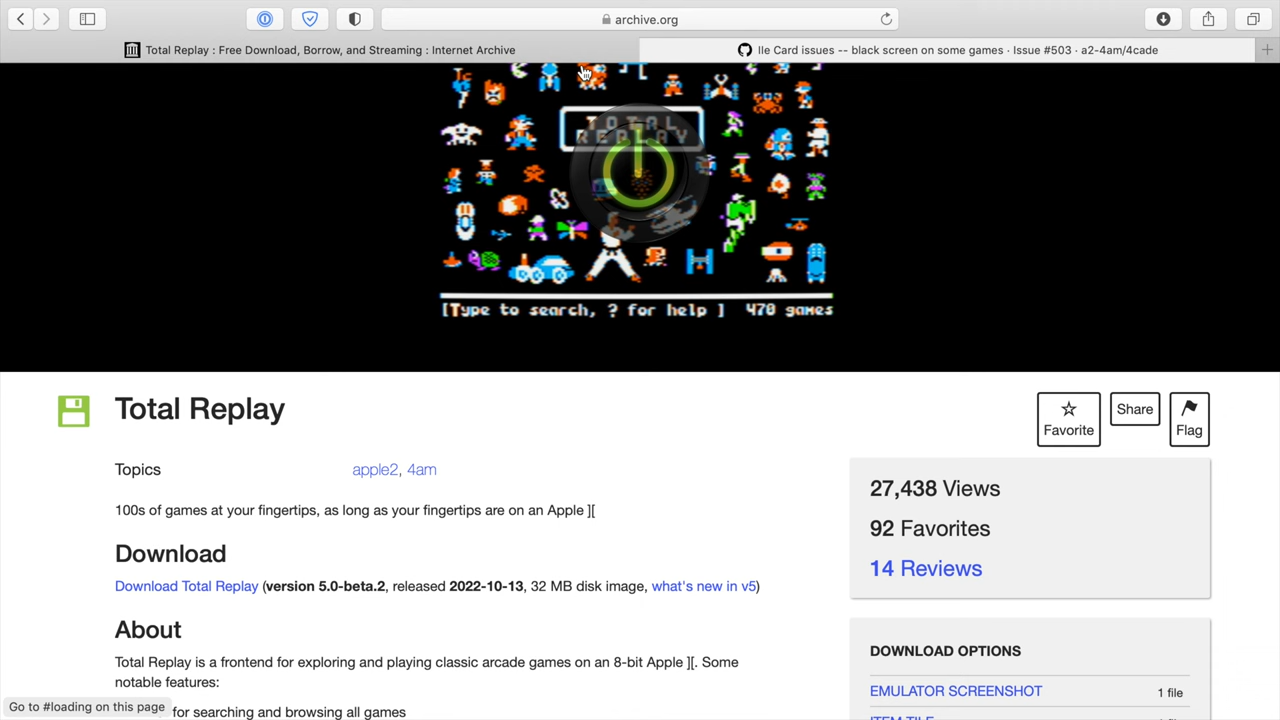 archive.org
Total Replay : Free Download, Borrow, and Streaming : Internet Archive
IIe Card issues -- black screen on some games · Issue #503 · a2-4am/4cade
TOTAL
REPLAY
[Type to search, ? for help ] 470 games
Total Replay
Favorite
Share
Flag
Topics
apple2, 4am
100s of games at your fingertips, as long as your fingertips are on an Apple ][
Download
Download Total Replay (version 5.0-beta.2, released 2022-10-13, 32 MB disk image, what's new in v5)
About
Total Replay is a frontend for exploring and playing classic arcade games on an 8-bit Apple ][. Some
notable features:
for searching and browsing all games
27,438 Views
92 Favorites
14 Reviews
DOWNLOAD OPTIONS
EMULATOR SCREENSHOT 1 file
Go to #loading on this page